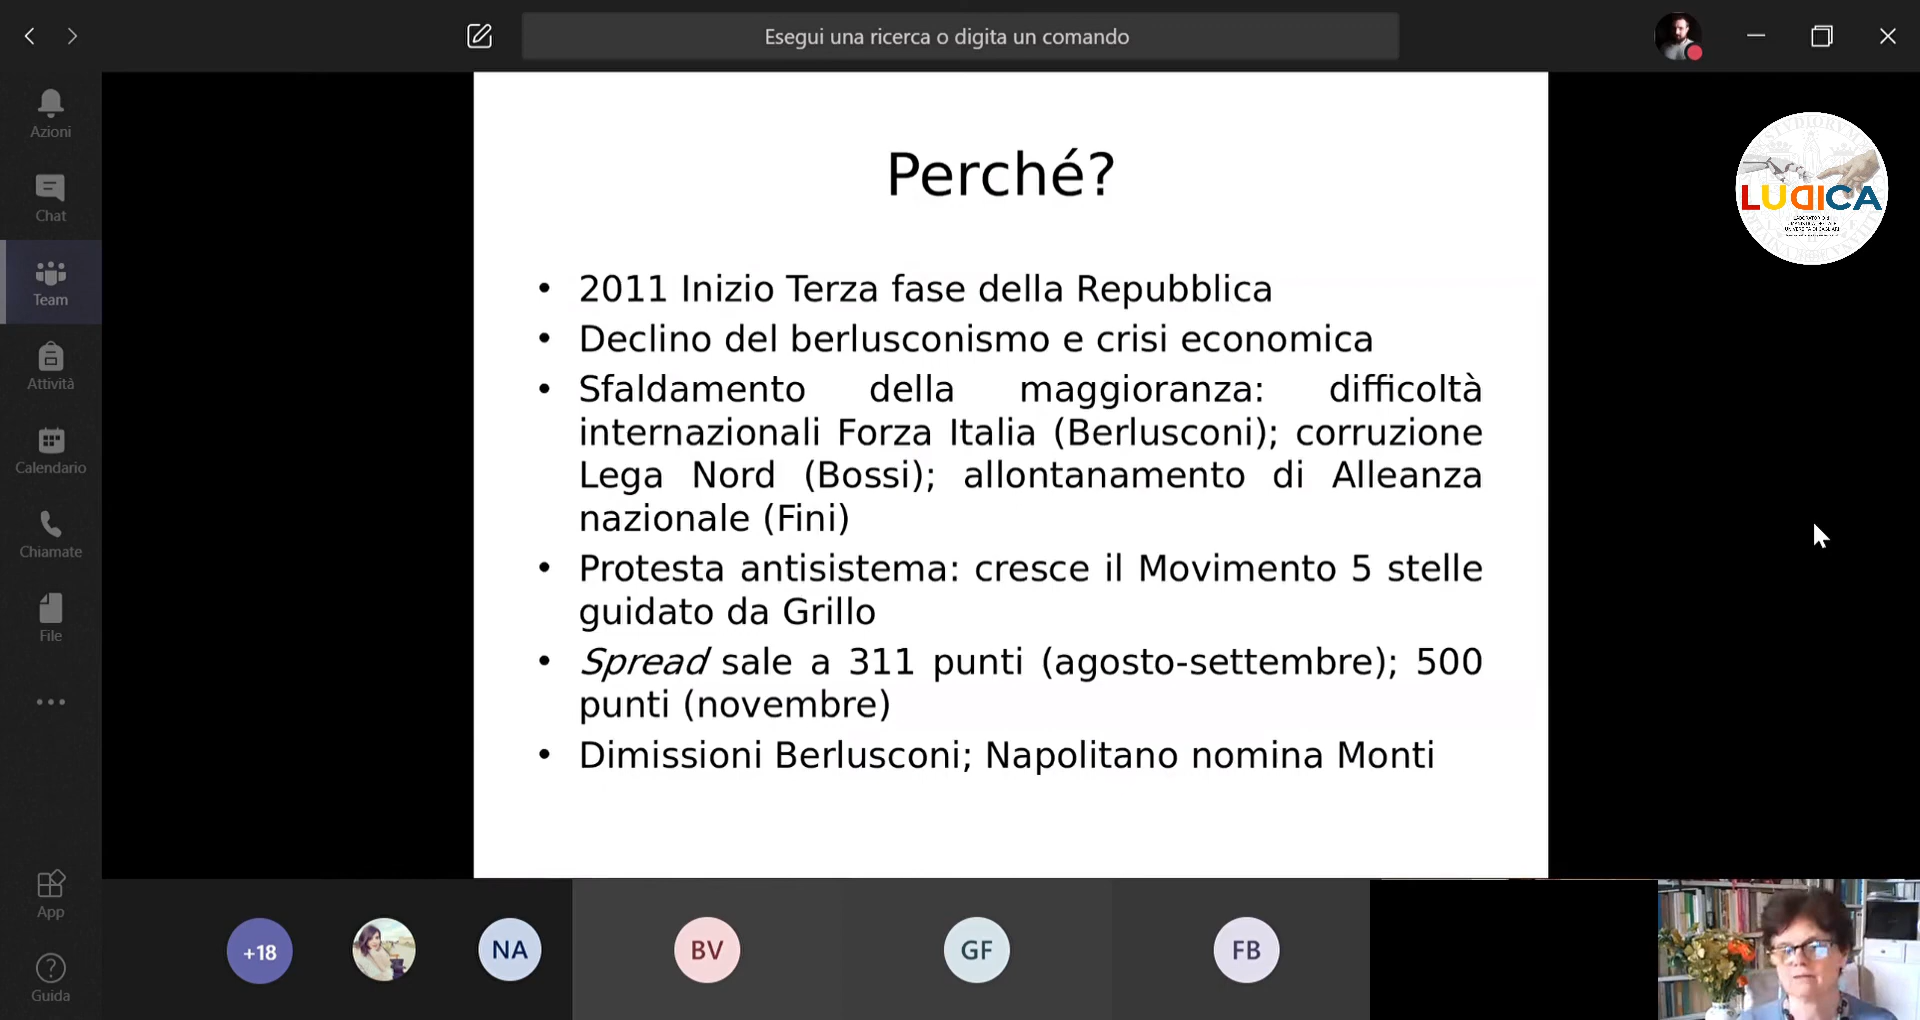 Esegui una ricerca o digita un comando
Azioni
Chat
Team
Attività
Calendario
Chiamate
File
App
Guida
Perché?
• 2011 Inizio Terza fase della Repubblica
• Declino del berlusconismo e crisi economica
• Sfaldamento della maggioranza: difficoltà
internazionali Forza Italia (Berlusconi); corruzione
Lega Nord (Bossi); allontanamento di Alleanza
nazionale (Fini)
• Protesta antisistema: cresce il Movimento 5 stelle
guidato da Grillo
• Spread sale a 311 punti (agosto-settembre); 500
punti (novembre)
• Dimissioni Berlusconi; Napolitano nomina Monti
LUDICA
+18
NA
BV
GF
FB